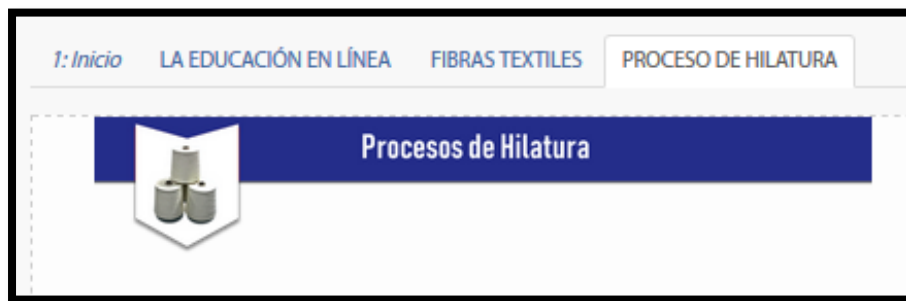 1: Inicio LA EDUCACIÓN EN LÍNEA FIBRAS TEXTILES PROCESO DE HILATURA
Procesos de Hilatura